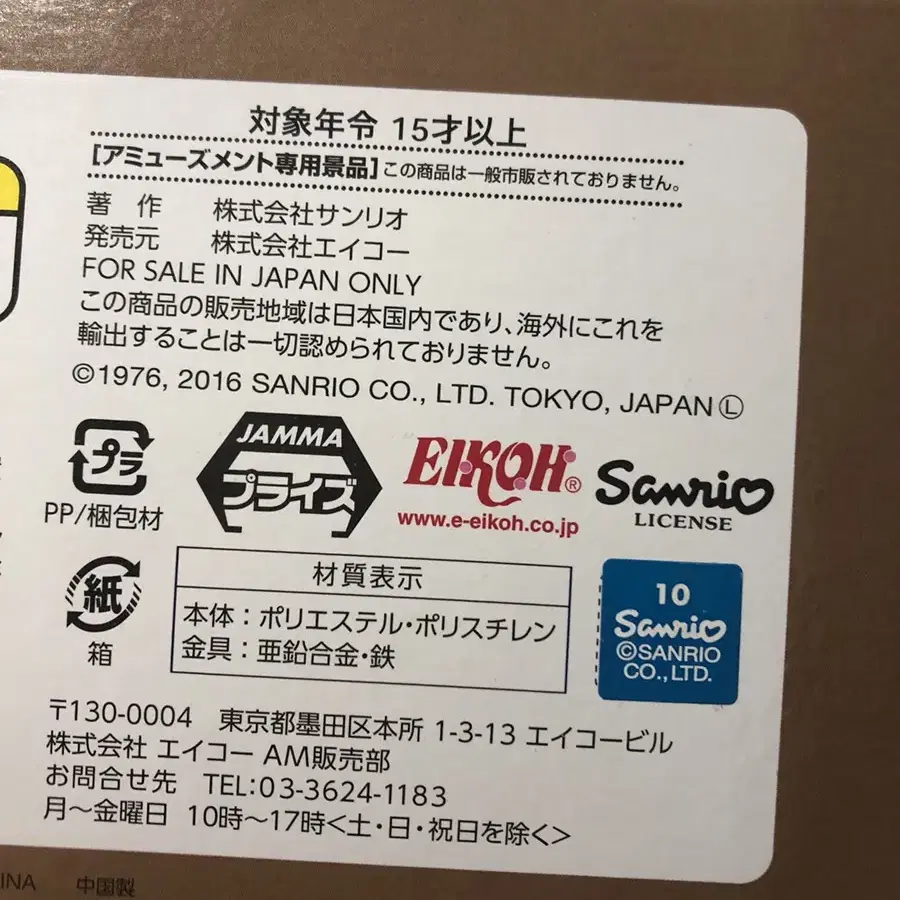 対象年令 15才以上
[アミューズメント専用景品] この商品は一般市販されておりません。
著 作 株式会社サンリオ
発売元 株式会社エイコー
FOR SALE IN JAPAN ONLY
この商品の販売地域は日本国内であり、海外にこれを
輸出することは一切認められておりません。
©1976, 2016 SANRIO CO., LTD. TOKYO, JAPAN Ⓛ
プラ
PP/梱包材
JAMMA
プライズ
EIKOH®
www.e-eikoh.co.jp
Sanrio
LICENSE
紙
箱
材質表示
本体：ポリエステル・ポリスチレン
金具：亜鉛合金・鉄
10
Sanrio
©SANRIO
CO.,LTD.
〒130-0004 東京都墨田区本所 1-3-13 エイコービル
株式会社 エイコー AM販売部
お問合せ先 TEL:03-3624-1183
月〜金曜日 10時〜17時<土・日・祝日を除く>
INA 中国製